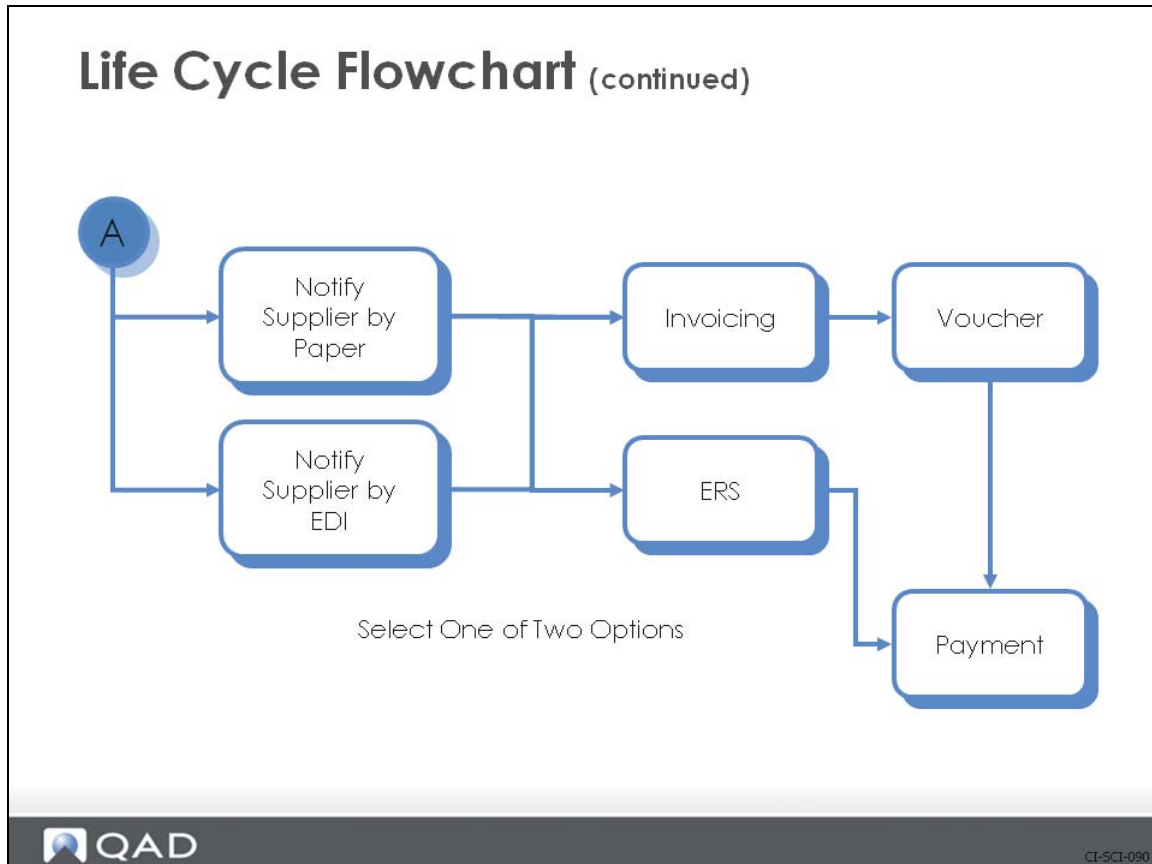 Life Cycle Flowchart (continued)
A
Notify
Supplier by
Paper
Invoicing
Voucher
Notify
Supplier by
EDI
ERS
Select One of Two Options
Payment
QAD
CI-SCI-090